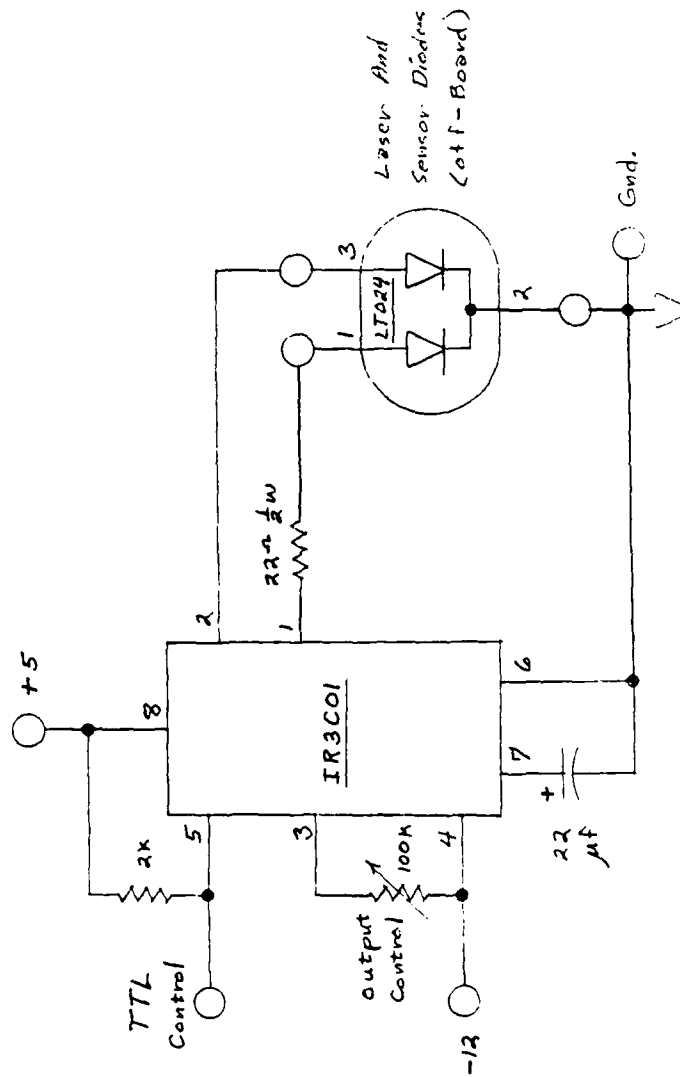 +5
TTL
Control
2K
8
5
2
IR3C01
1
22Ω ½W
3
4
Output
Control
100K
-12
7
6
+
22
μf
1
3
LT024
2
Laser And
Sensor Diodes
(off-Board)
Gnd.